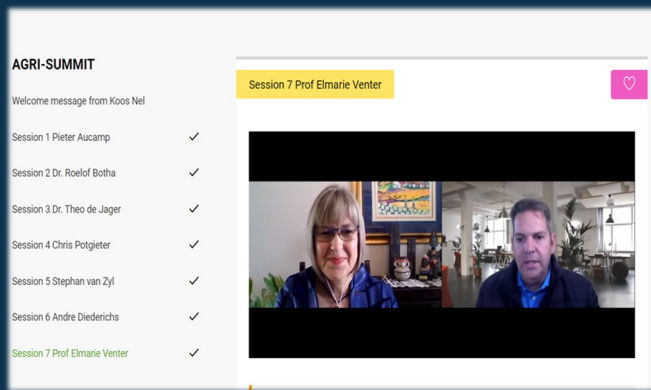 AGRI-SUMMIT
Welcome message from Koos Nel
Session 1 Pieter Aucamp
Session 2 Dr. Roelof Botha
Session 3 Dr. Theo de Jager
Session 4 Chris Potgieter
Session 5 Stephan van Zyl
Session 6 Andre Diederichs
Session 7 Prof Elmarie Venter
Session 7 Prof Elmarie Venter